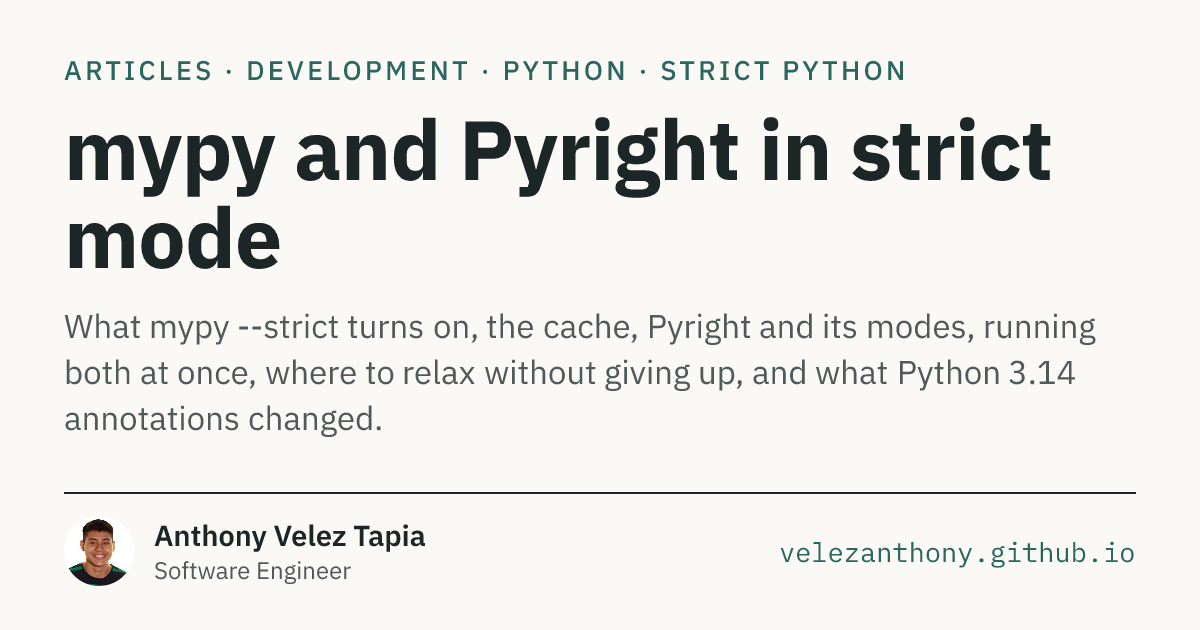 ARTICLES · DEVELOPMENT · PYTHON · STRICT PYTHON
mypy and Pyright in strict
mode
What mypy --strict turns on, the cache, Pyright and its modes, running
both at once, where to relax without giving up, and what Python 3.14
annotations changed.
Anthony Velez Tapia
Software Engineer
velezanthony.github.io